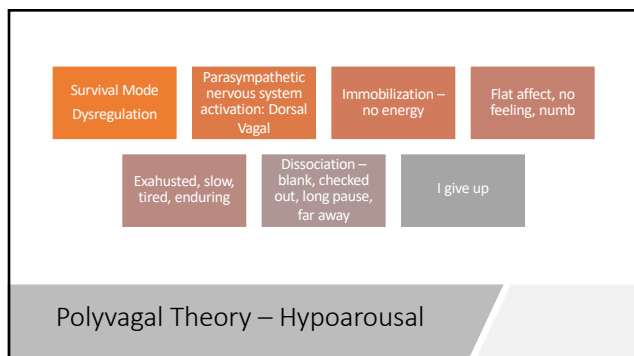 Survival Mode
Dysregulation
Parasympathetic
nervous system
activation: Dorsal
Vagal
Immobilization –
no energy
Flat affect, no
feeling, numb
Exahusted, slow,
tired, enduring
Dissociation –
blank, checked
out, long pause,
far away
I give up
Polyvagal Theory – Hypoarousal